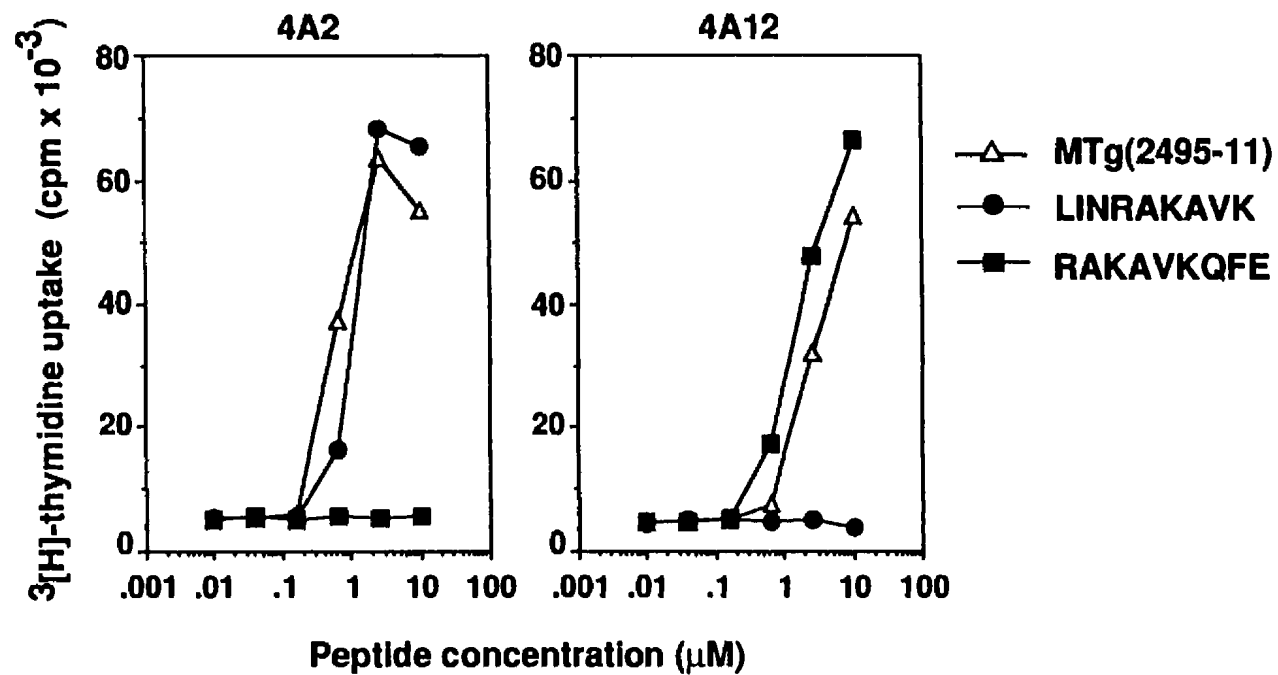 4A2
4A12
³[H]-thymidine uptake (cpm x 10⁻³)
80
60
40
20
0
80
60
40
20
0
.001 .01 .1 1 10 100
.001 .01 .1 1 10 100
Peptide concentration (µM)
MTg(2495-11)
LINRAKAVK
RAKAVKQFE